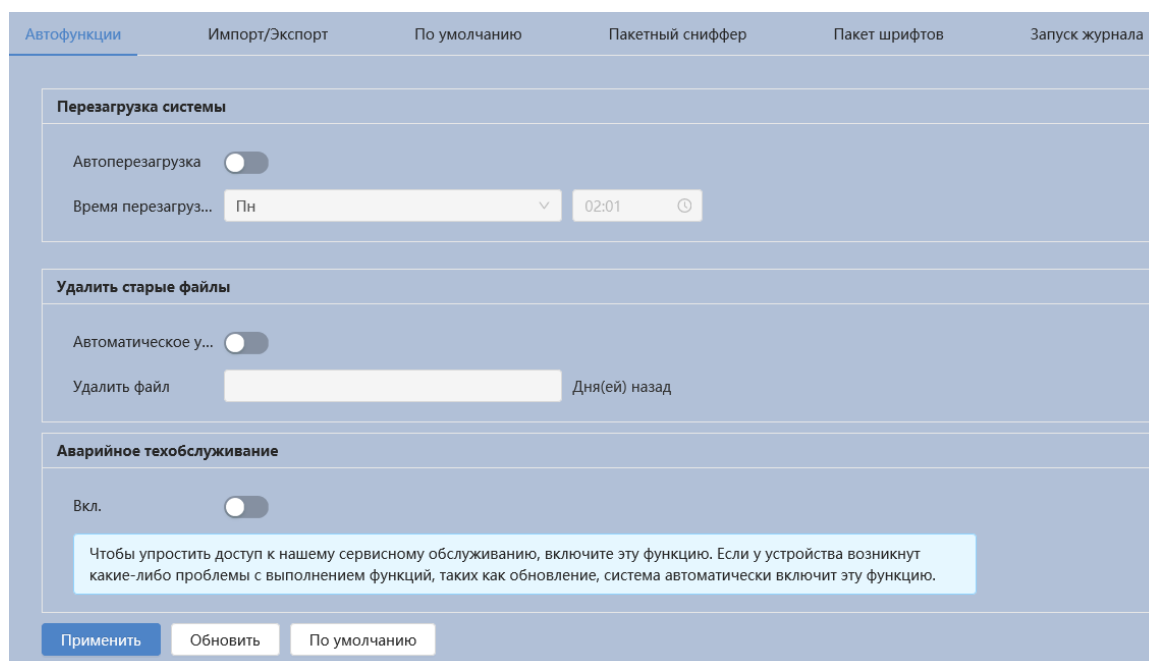 Автофункции Импорт/Экспорт По умолчанию Пакетный сниффер Пакет шрифтов Запуск журнала
Перезагрузка системы
Автоперезагрузка
Время перезагруз... Пн 02:01
Удалить старые файлы
Автоматическое у...
Удалить файл Дня(ей) назад
Аварийное техобслуживание
Вкл.
Чтобы упростить доступ к нашему сервисному обслуживанию, включите эту функцию. Если у устройства возникнут
какие-либо проблемы с выполнением функций, таких как обновление, система автоматически включит эту функцию.
Применить Обновить По умолчанию